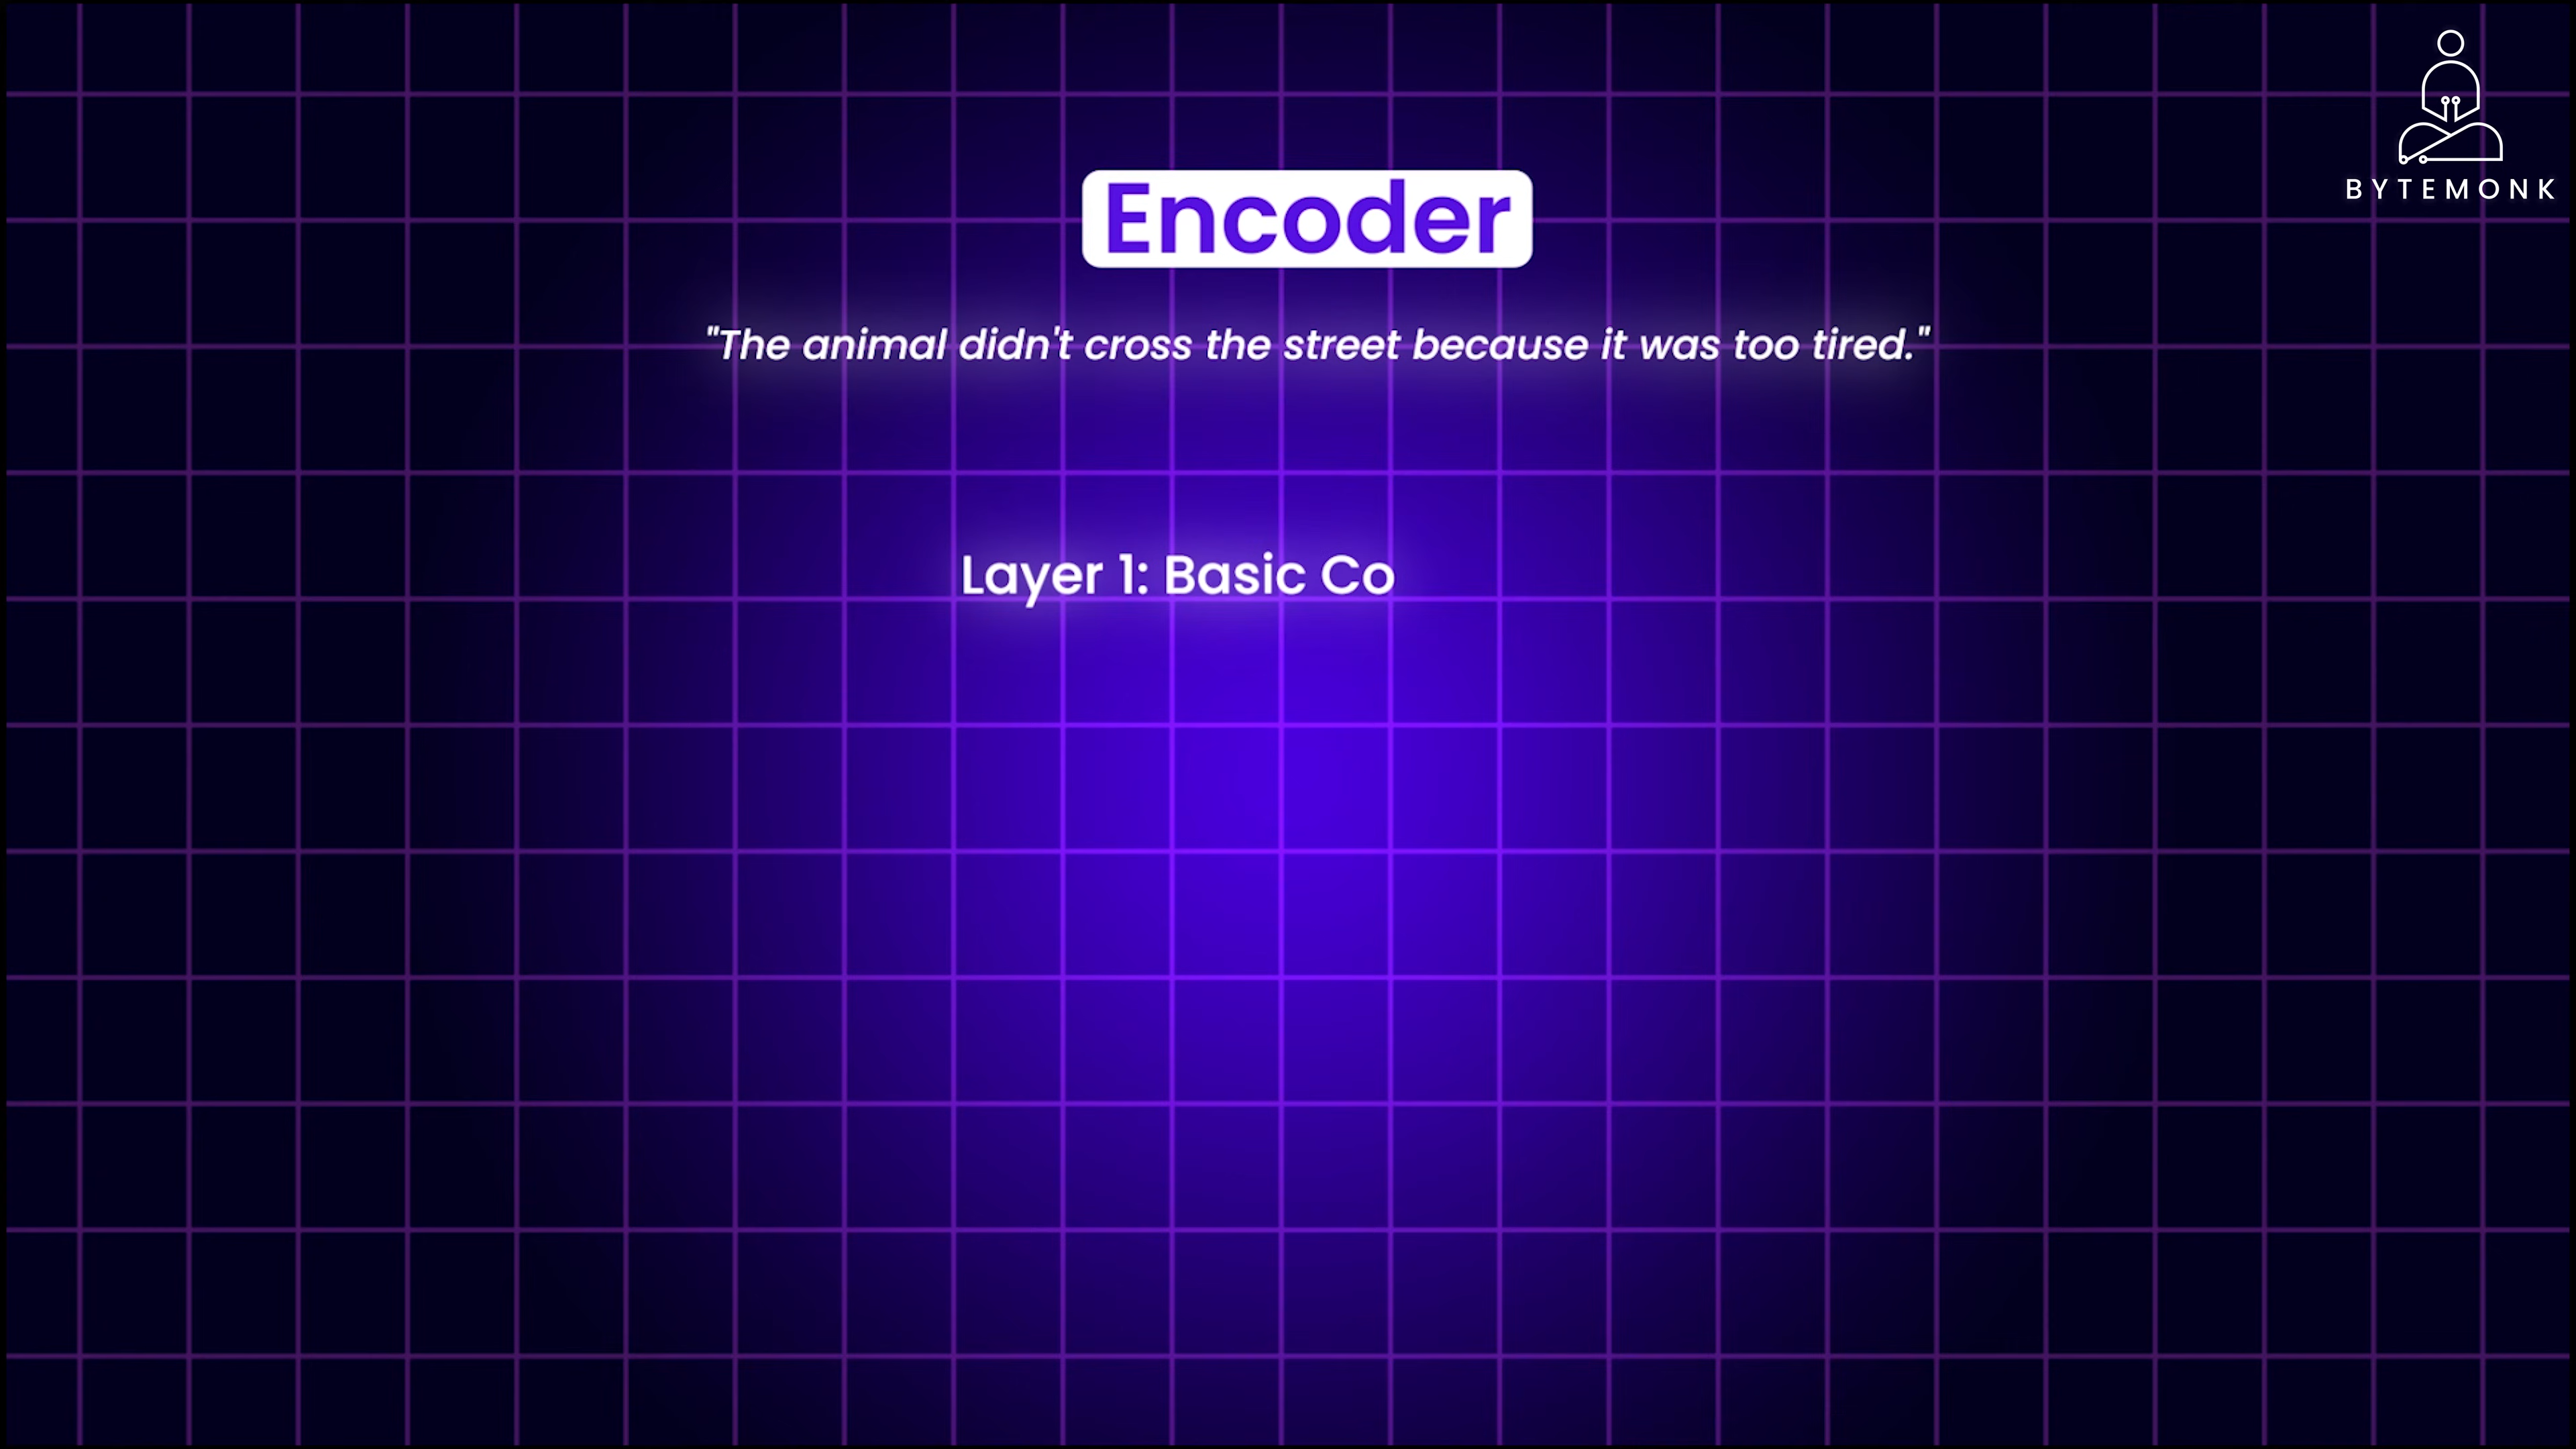 BYTEMONK
Encoder
"The animal didn't cross the street because it was too tired."
Layer 1: Basic Co